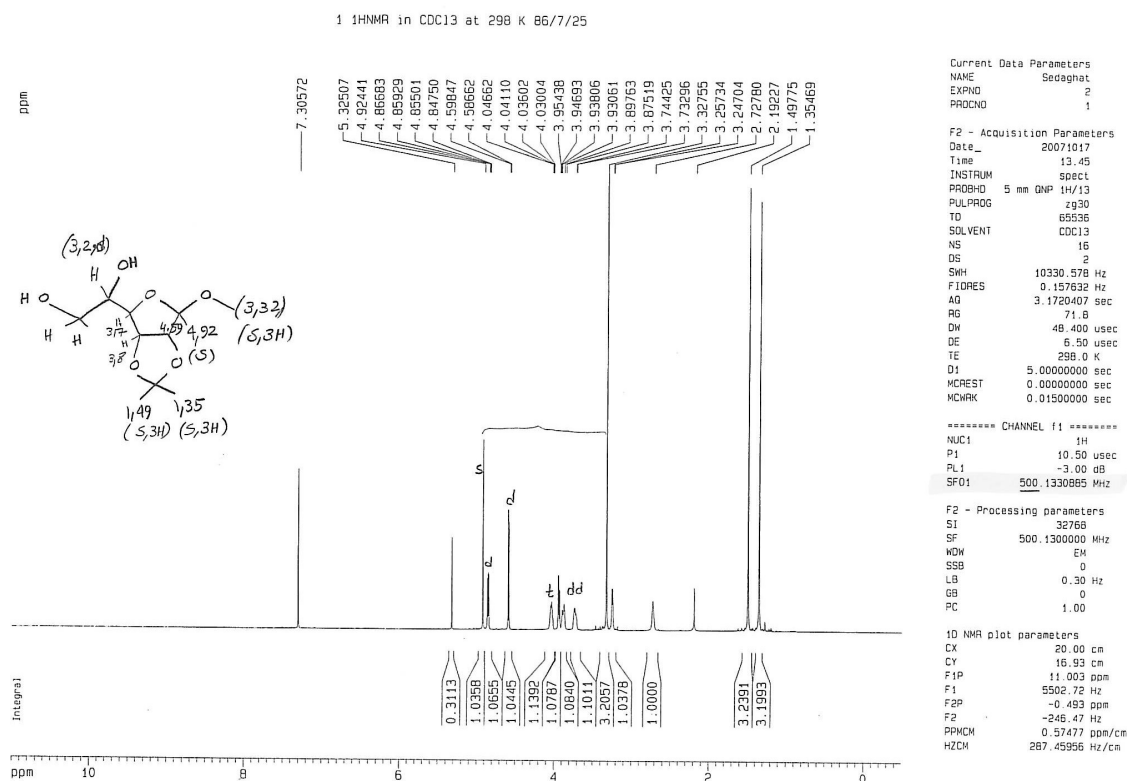 1 1HNMR in CDCl3 at 298 K 86/7/25
ppm
7.30572
5.32507
4.92441
4.86683
4.85929
4.85501
4.84750
4.59847
4.58662
4.04662
4.04110
4.03602
4.03004
3.95438
3.94693
3.93806
3.93061
3.89763
3.87519
3.74425
3.73296
3.32755
3.25734
3.24704
2.72780
2.19227
1.49775
1.35469
H OH
HO O O (3,32)
H H H 3,7 4,59 4,92 (S,3H)
H 3,8 O O (S)
1,49 1,35
(S,3H) (S,3H)
s
d
d
t
dd
Integral
0.3113
1.0358
1.0655
1.0445
1.1392
1.0787
1.0840
1.1011
3.2057
1.0378
1.0000
3.2391
3.1993
ppm 10 8 6 4 2 0
Current Data Parameters
NAME Sedaghat
EXPNO 2
PROCNO 1
F2 - Acquisition Parameters
Date_ 20071017
Time 13.45
INSTRUM spect
PROBHD 5 mm QNP 1H/13
PULPROG zg30
TD 65536
SOLVENT CDCl3
NS 16
DS 2
SWH 10330.578 Hz
FIDRES 0.157632 Hz
AQ 3.1720407 sec
RG 71.8
DW 48.400 usec
DE 6.50 usec
TE 298.0 K
D1 5.00000000 sec
MCREST 0.00000000 sec
MCWRK 0.01500000 sec
======== CHANNEL f1 ========
NUC1 1H
P1 10.50 usec
PL1 -3.00 dB
SFO1 500.1330885 MHz
F2 - Processing parameters
SI 32768
SF 500.1300000 MHz
WDW EM
SSB 0
LB 0.30 Hz
GB 0
PC 1.00
1D NMR plot parameters
CX 20.00 cm
CY 16.93 cm
F1P 11.003 ppm
F1 5502.72 Hz
F2P -0.493 ppm
F2 -246.47 Hz
PPMCM 0.57477 ppm/cm
HZCM 287.45956 Hz/cm